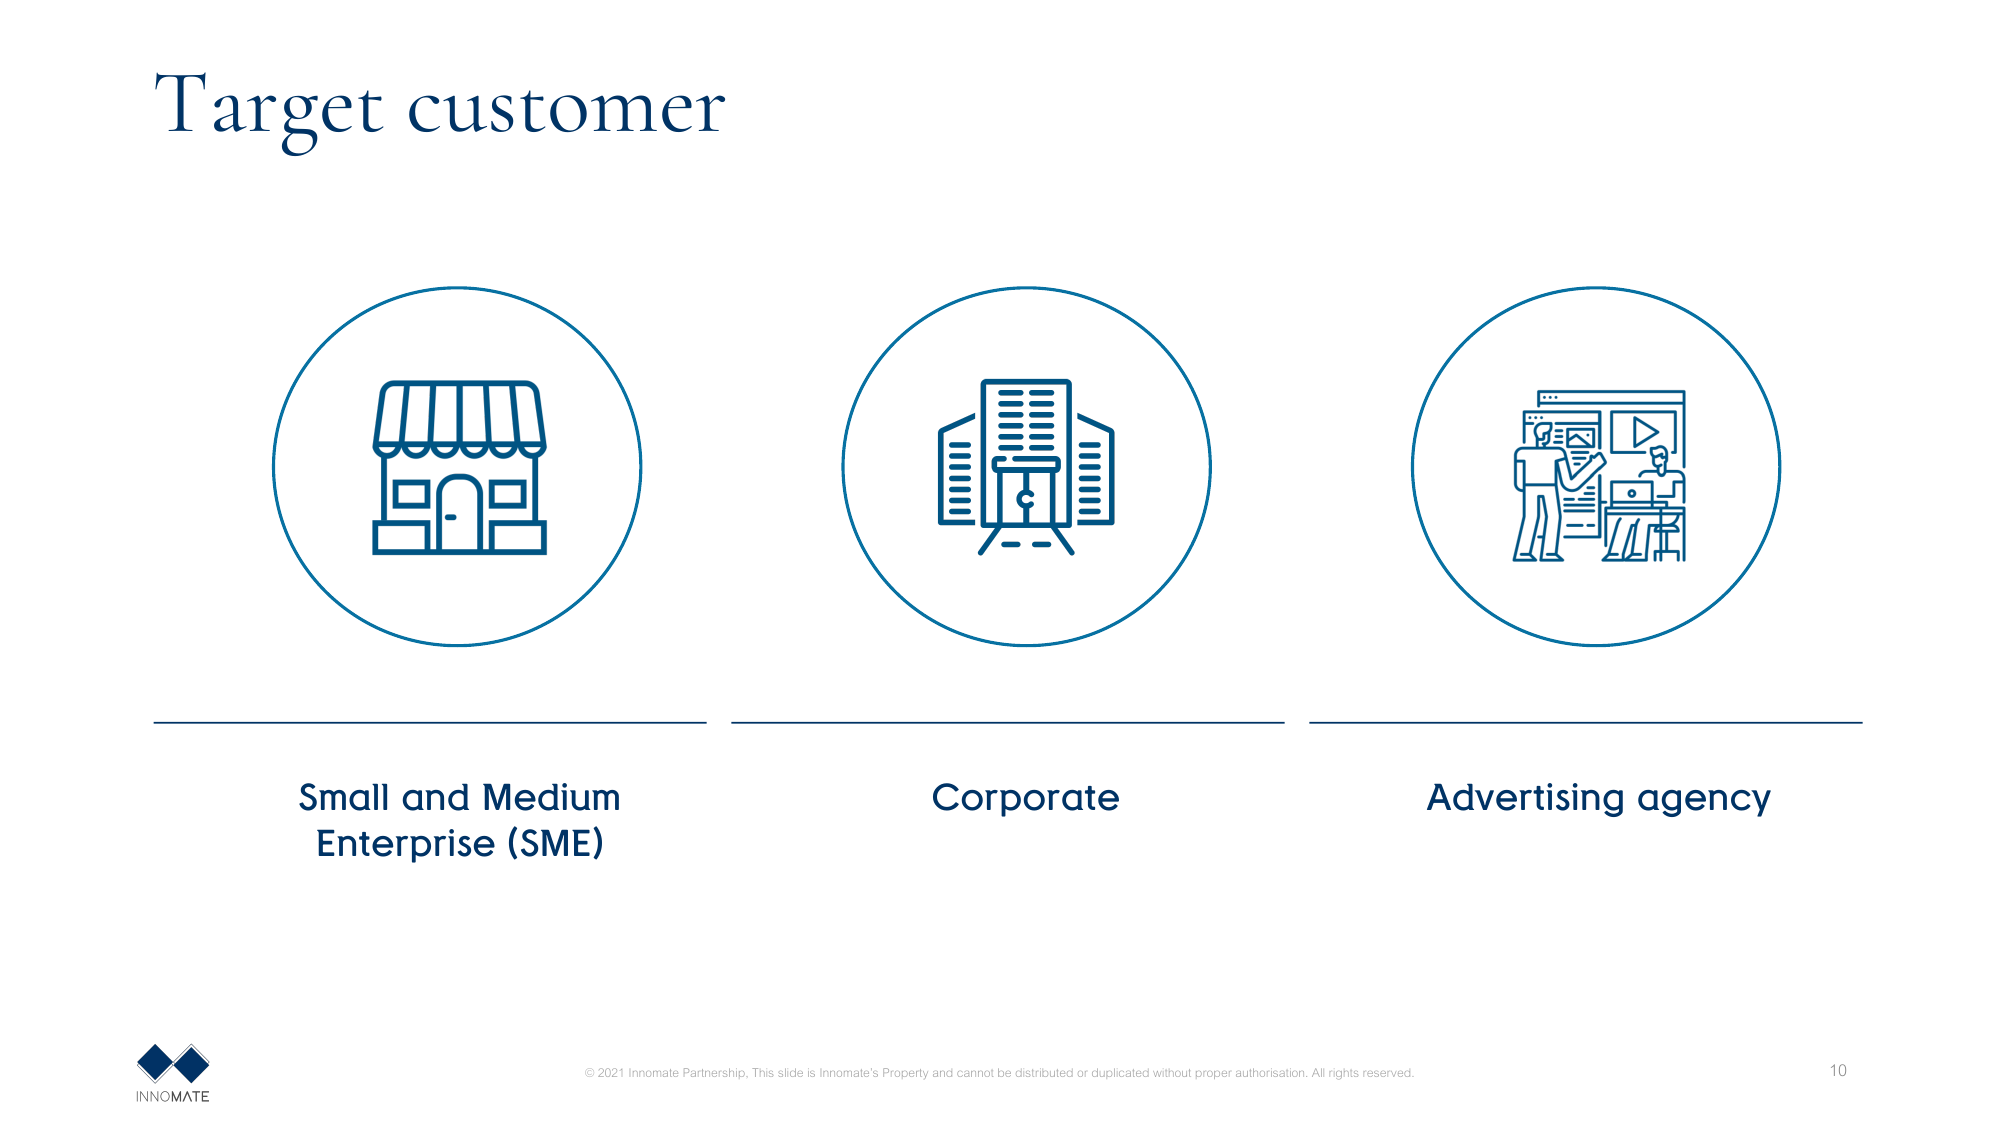 Target customer
Small and Medium
Enterprise (SME)
Corporate
Advertising agency
INNOMATE
© 2021 Innomate Partnership, This slide is Innomate's Property and cannot be distributed or duplicated without proper authorisation. All rights reserved.
10